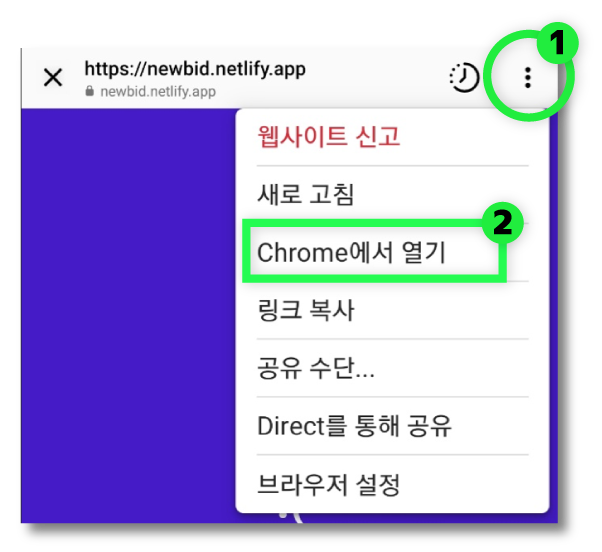 1
https://newbid.netlify.app
newbid.netlify.app
웹사이트 신고
새로 고침
2
Chrome에서 열기
링크 복사
공유 수단...
Direct를 통해 공유
브라우저 설정
:(